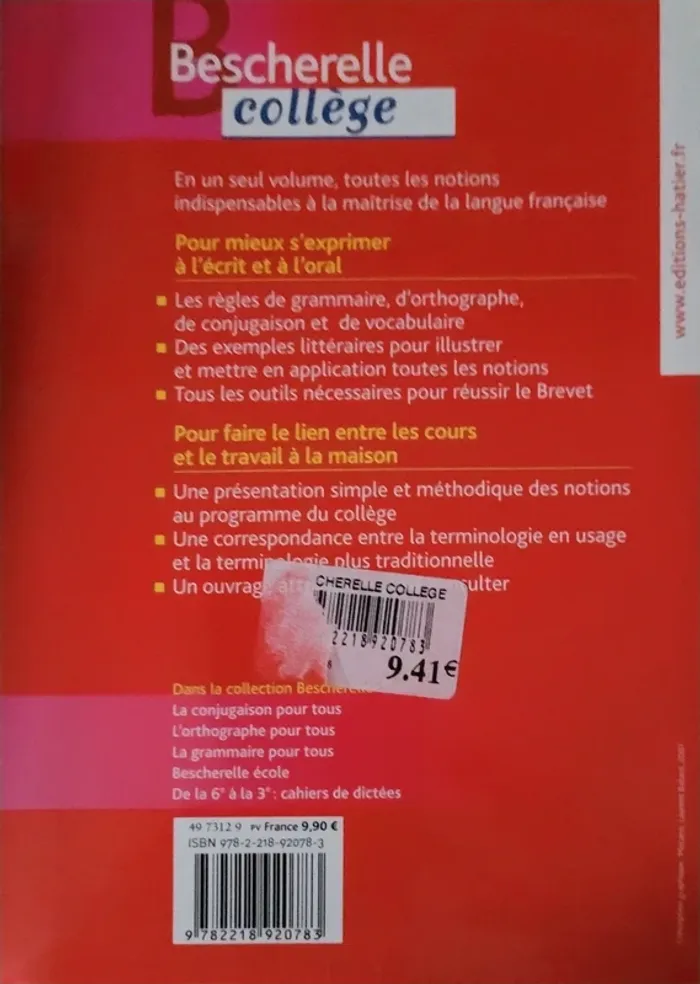 Bescherelle
collège
En un seul volume, toutes les notions
indispensables à la maîtrise de la langue française
Pour mieux s'exprimer
à l'écrit et à l'oral
Les règles de grammaire, d'orthographe,
de conjugaison et de vocabulaire
Des exemples littéraires pour illustrer
et mettre en application toutes les notions
Tous les outils nécessaires pour réussir le Brevet
Pour faire le lien entre les cours
et le travail à la maison
Une présentation simple et méthodique des notions
au programme du collège
Une correspondance entre la terminologie en usage
et la terminologie plus traditionnelle
Un ouvrag
sulter
CHERELLE COLLEGE
2218920783
9.41€
Dans la collection Bescherelle
La conjugaison pour tous
L'orthographe pour tous
La grammaire pour tous
Bescherelle école
De la 6e à la 3e : cahiers de dictées
49 7312 9 PV France 9,90 €
ISBN 978-2-218-92078-3
9 782218 920783
www.editions-hatier.fr